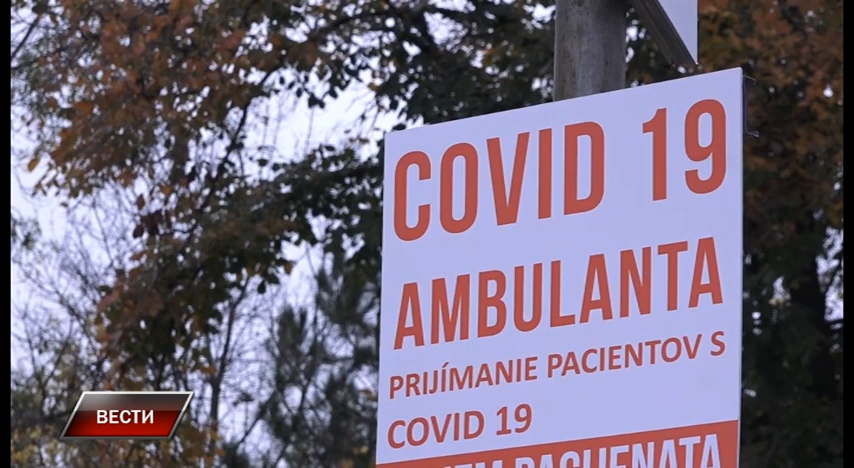 COVID 19
AMBULANTA
PRIJÍMANIE PACIENTOV S
COVID 19
ВЕСТИ